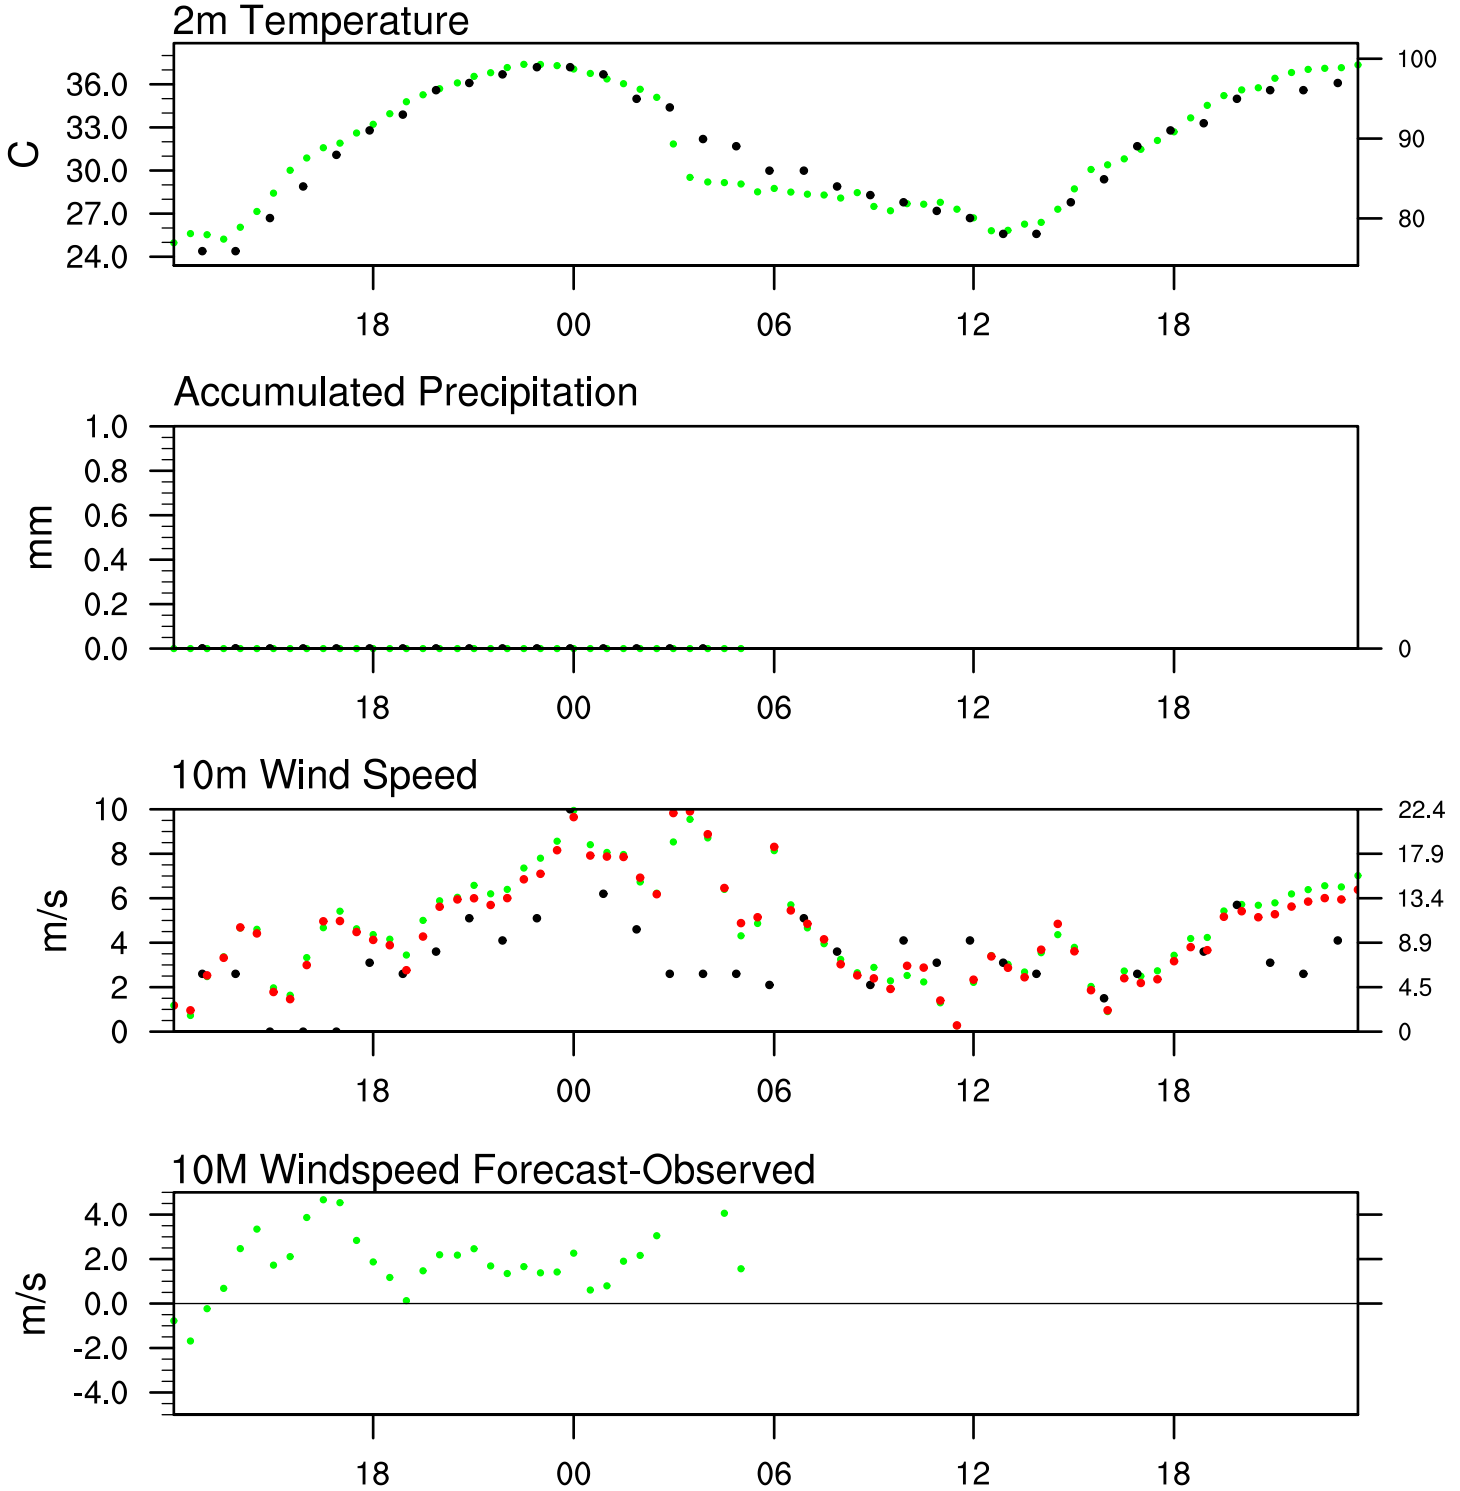 2m Temperature
36.0
33.0
30.0
27.0
24.0
C
100
90
80
18 00 06 12 18
Accumulated Precipitation
1.0
0.8
0.6
0.4
0.2
0.0
mm
0
18 00 06 12 18
10m Wind Speed
10
8
6
4
2
0
m/s
22.4
17.9
13.4
8.9
4.5
0
18 00 06 12 18
10M Windspeed Forecast-Observed
4.0
2.0
0.0
-2.0
-4.0
m/s
18 00 06 12 18